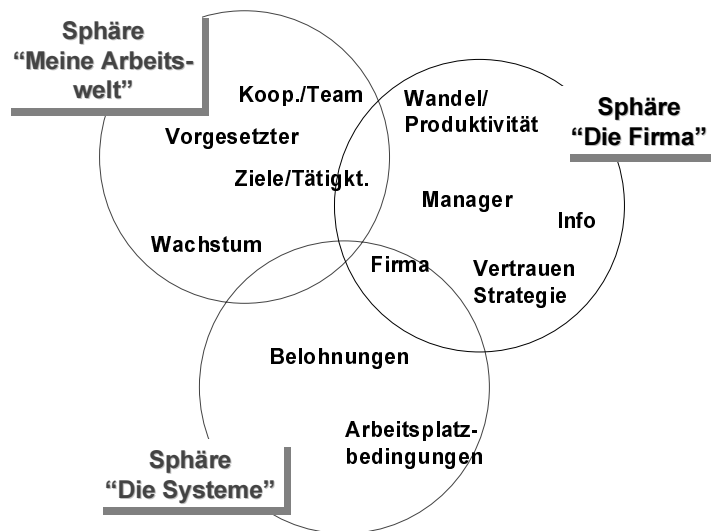 Sphäre
“Meine Arbeits-
welt”
Koop./Team
Vorgesetzter
Ziele/Tätigkt.
Wachstum
Wandel/
Produktivität
Sphäre
“Die Firma”
Manager
Info
Firma
Vertrauen
Strategie
Belohnungen
Arbeitsplatz-
bedingungen
Sphäre
“Die Systeme”